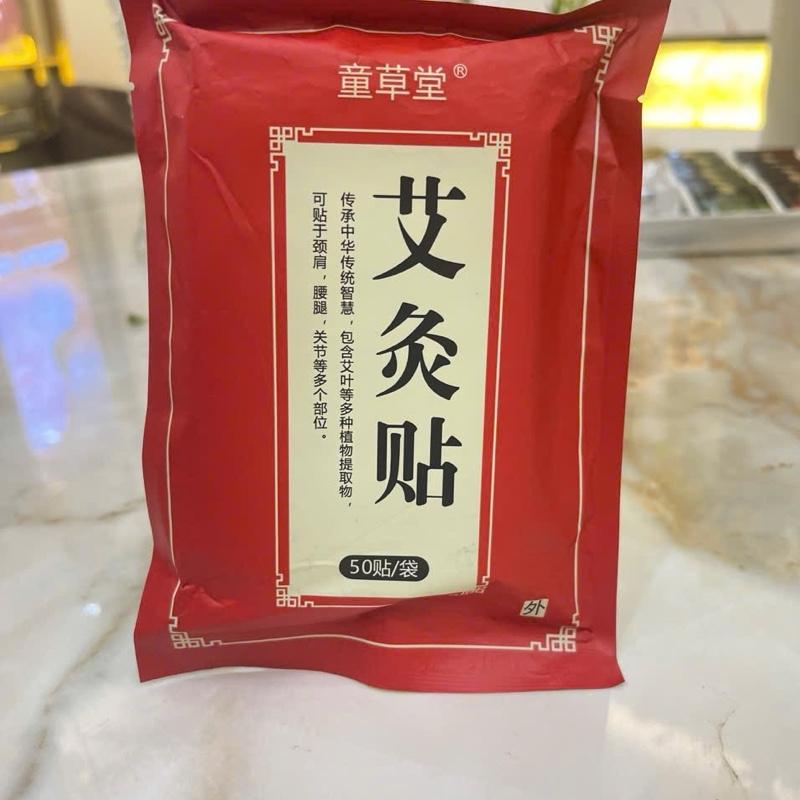 童草堂®
艾灸贴
传承中华传统智慧，包含艾叶等多种植物提取物，
可贴于颈肩，腰腿，关节等多个部位。
50贴/袋
外